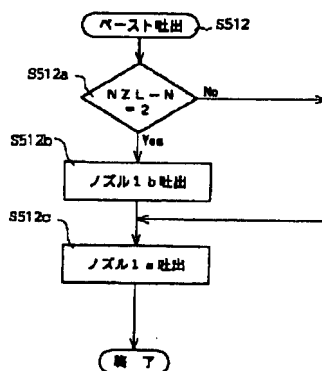 ペースト吐出
S512
S512a
NZL-N
=2
No
Yes
S512b
ノズル1b吐出
S512c
ノズル1a吐出
終 了